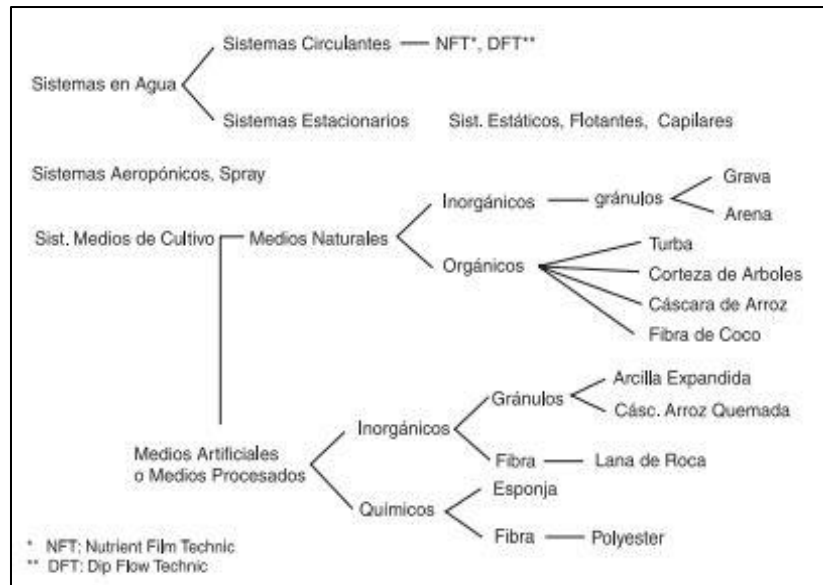 Sistemas Circulantes — NFT*, DFT**
Sistemas en Agua
Sistemas Estacionarios Sist. Estáticos, Flotantes, Capilares
Sistemas Aeropónicos, Spray
Grava
Inorgánicos — gránulos
Arena
Sist. Medios de Cultivo Medios Naturales
Turba
Orgánicos
Corteza de Arboles
Cáscara de Arroz
Fibra de Coco
Arcilla Expandida
Gránulos
Cásc. Arroz Quemada
Inorgánicos
Medios Artificiales
o Medios Procesados
Fibra — Lana de Roca
Esponja
Químicos
Fibra — Polyester
* NFT: Nutrient Film Technic
** DFT: Dip Flow Technic